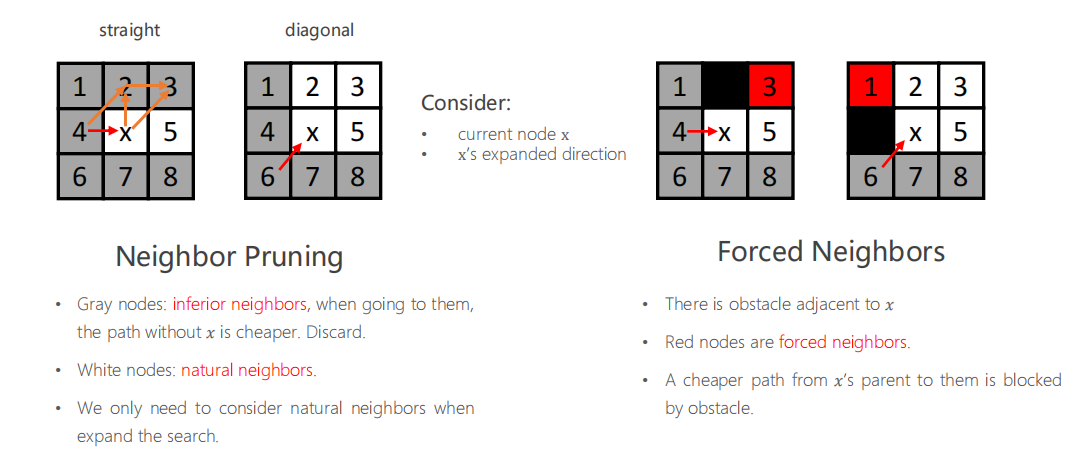 straight
diagonal
1 2 3
4 x 5
6 7 8
1 2 3
4 x 5
6 7 8
Consider:
• current node x
• x's expanded direction
1 3
4 x 5
6 7 8
1 2 3
x 5
6 7 8
Neighbor Pruning
• Gray nodes: inferior neighbors, when going to them,
the path without x is cheaper. Discard.
• White nodes: natural neighbors.
• We only need to consider natural neighbors when
expand the search.
Forced Neighbors
• There is obstacle adjacent to x
• Red nodes are forced neighbors.
• A cheaper path from x's parent to them is blocked
by obstacle.